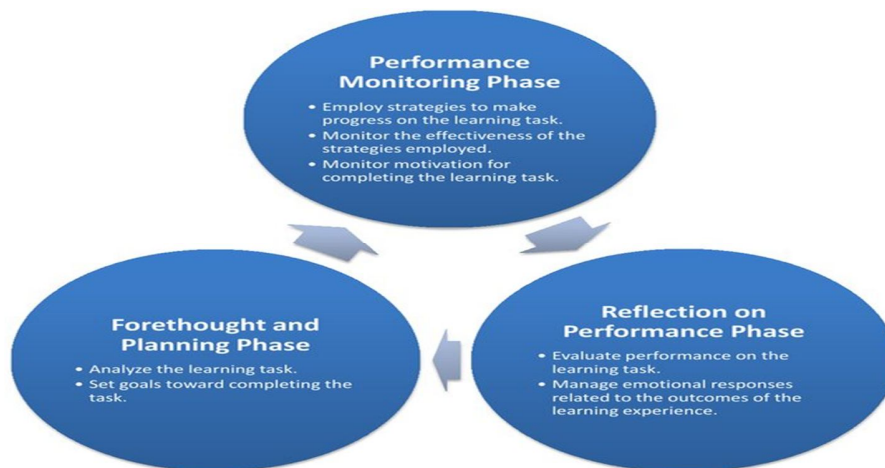 Performance
Monitoring Phase
• Employ strategies to make
progress on the learning task.
• Monitor the effectiveness of the
strategies employed.
• Monitor motivation for
completing the learning task.
Forethought and
Planning Phase
• Analyze the learning task.
• Set goals toward completing the
task.
Reflection on
Performance Phase
• Evaluate performance on the
learning task.
• Manage emotional responses
related to the outcomes of the
learning experience.